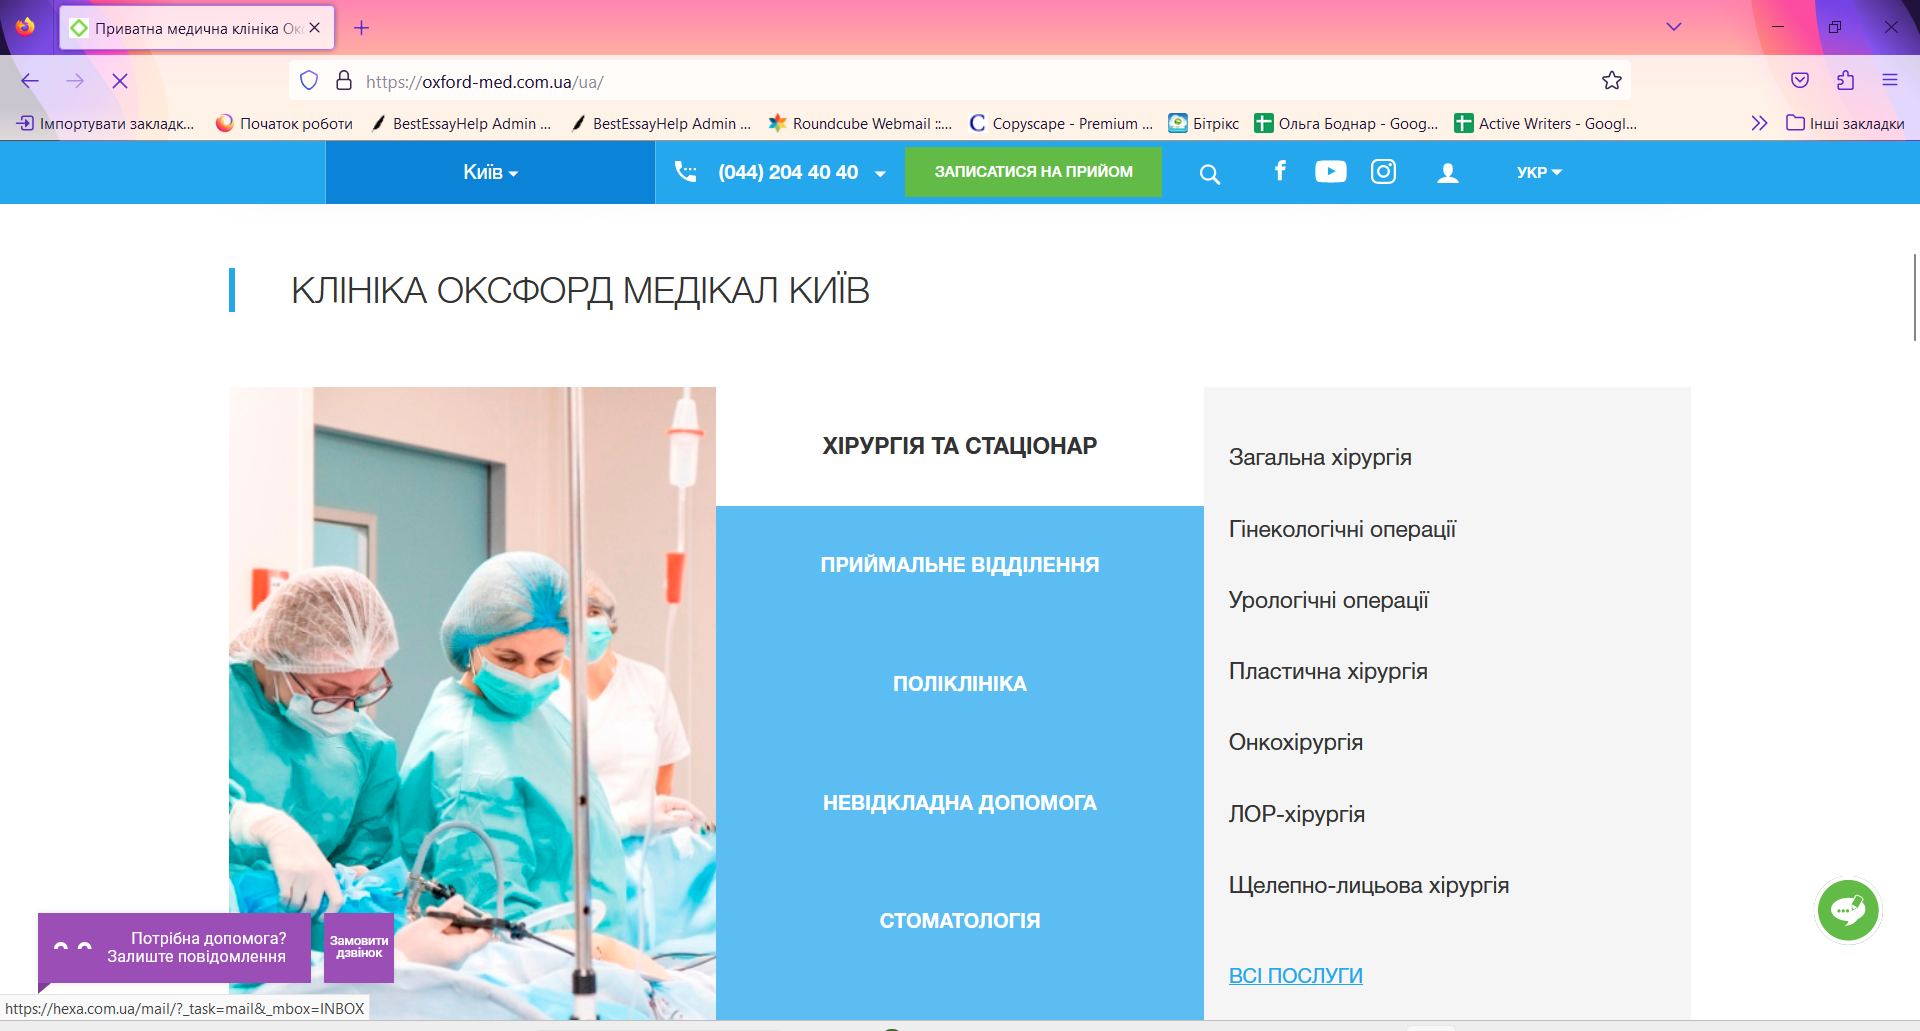 Приватна медична клініка Окс
https://oxford-med.com.ua/ua/
Імпортувати закладк...
Початок роботи
BestEssayHelp Admin ...
BestEssayHelp Admin ...
Roundcube Webmail ::...
Copyscape - Premium ...
Бітрікс
Ольга Боднар - Goog...
Active Writers - Googl...
Інші закладки
Київ
(044) 204 40 40
ЗАПИСАТИСЯ НА ПРИЙОМ
УКР
КЛІНІКА ОКСФОРД МЕДІКАЛ КИЇВ
ХІРУРГІЯ ТА СТАЦІОНАР
ПРИЙМАЛЬНЕ ВІДДІЛЕННЯ
ПОЛІКЛІНІКА
НЕВІДКЛАДНА ДОПОМОГА
СТОМАТОЛОГІЯ
Загальна хірургія
Гінекологічні операції
Урологічні операції
Пластична хірургія
Онкохірургія
ЛОР-хірургія
Щелепно-лицьова хірургія
ВСІ ПОСЛУГИ
Потрібна допомога?
Залиште повідомлення
Замовити
дзвінок
https://hexa.com.ua/mail/?_task=mail&_mbox=INBOX